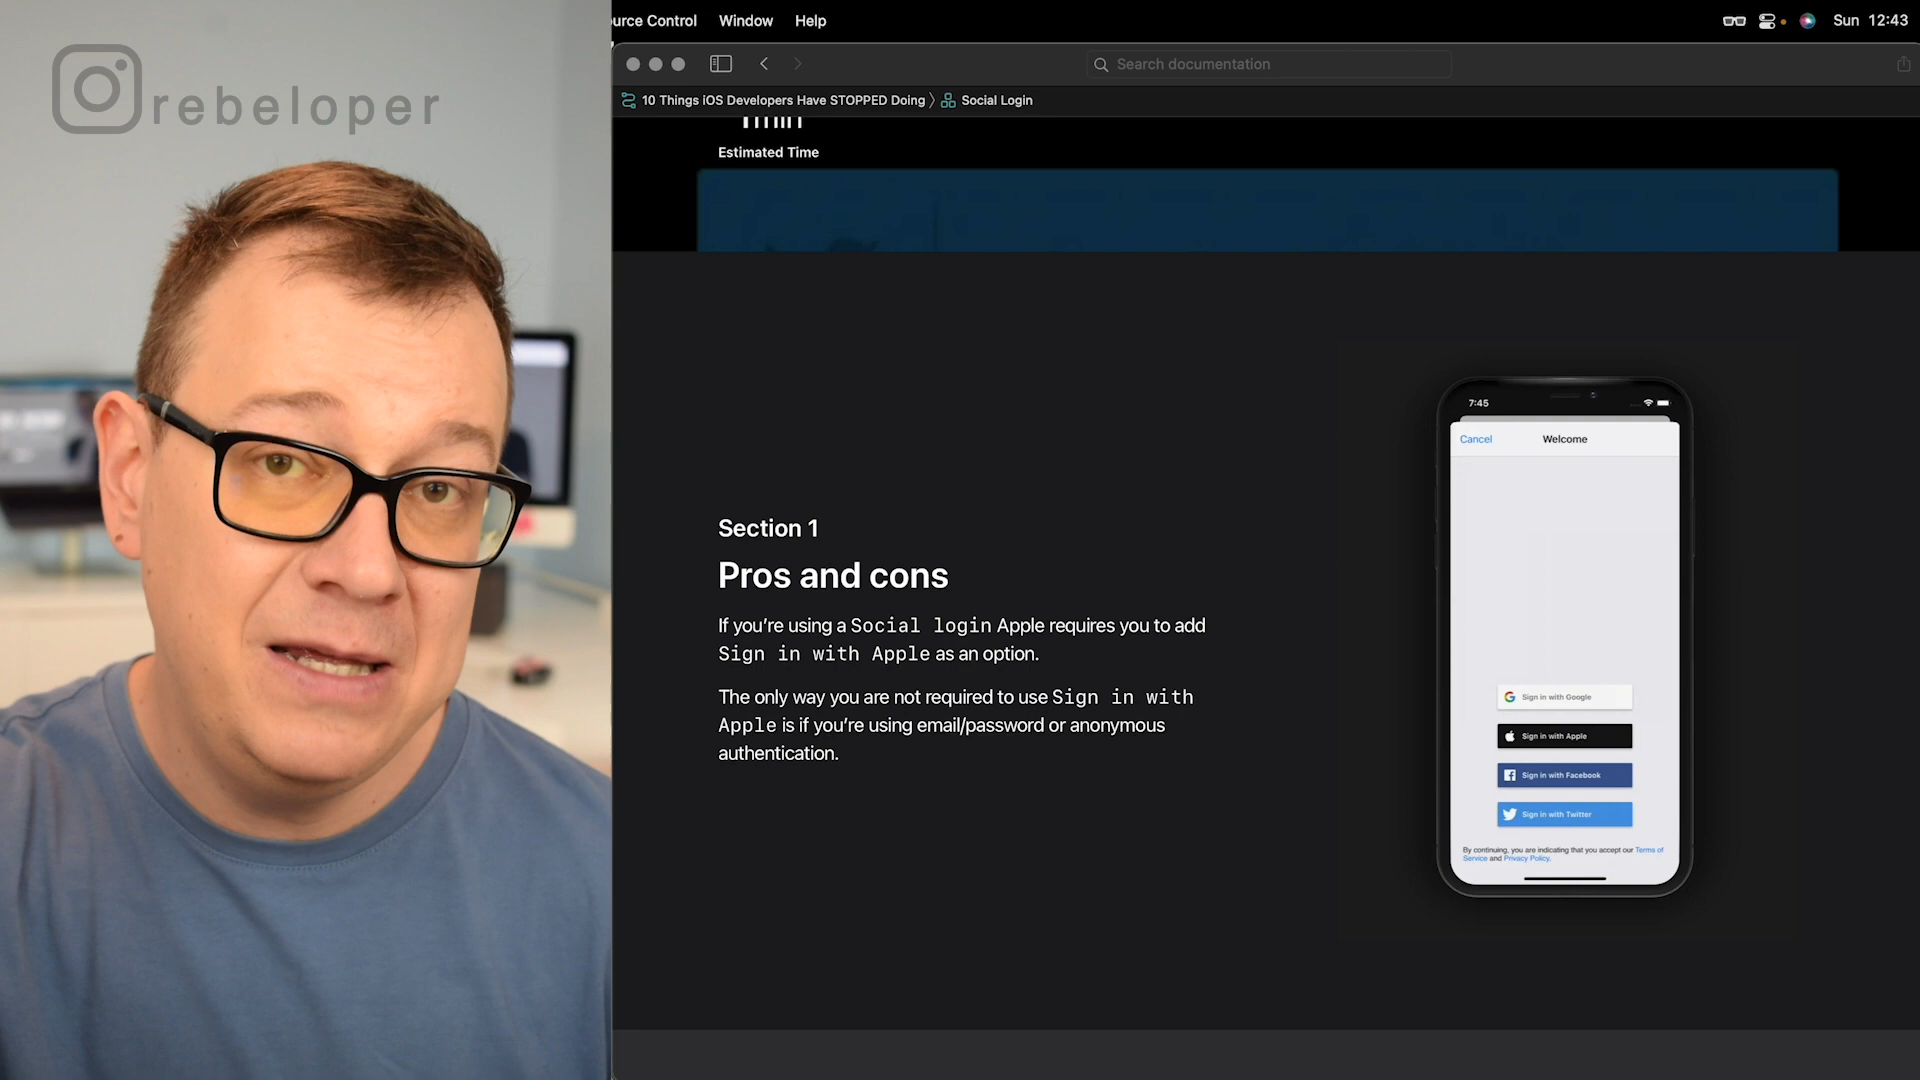 rebeloper
urce Control Window Help
Sun 12:43
Search documentation
10 Things iOS Developers Have STOPPED Doing
Social Login
Estimated Time
Section 1
Pros and cons
If you're using a Social login Apple requires you to add
Sign in with Apple as an option.
The only way you are not required to use Sign in with
Apple is if you're using email/password or anonymous
authentication.
7:45
Cancel
Welcome
Sign in with Google
Sign in with Apple
Sign in with Facebook
Sign in with Twitter
By continuing, you are indicating that you accept our Terms of
Service and Privacy Policy.